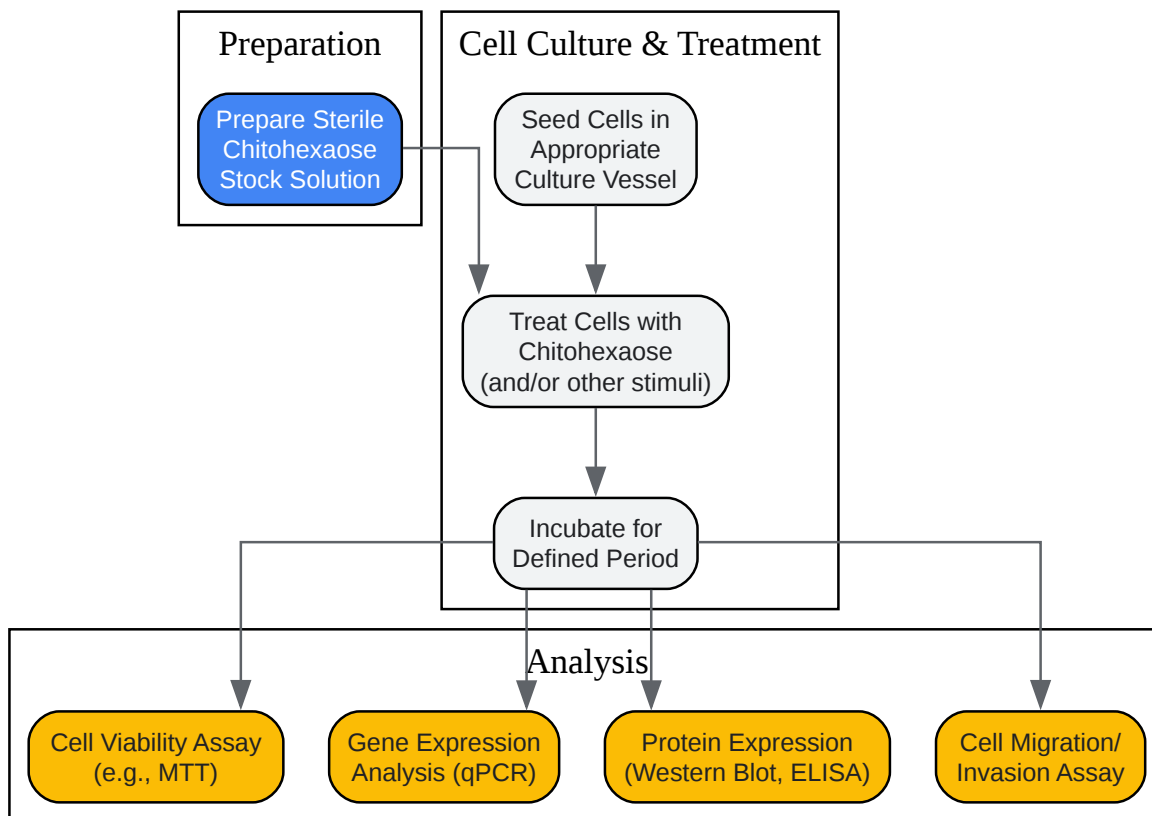 Preparation
Cell Culture & Treatment
Prepare Sterile
Chitohexaose
Stock Solution
Seed Cells in
Appropriate
Culture Vessel
Treat Cells with
Chitohexaose
(and/or other stimuli)
Incubate for
Defined Period
Analysis
Cell Viability Assay
(e.g., MTT)
Gene Expression
Analysis (qPCR)
Protein Expression
(Western Blot, ELISA)
Cell Migration/
Invasion Assay